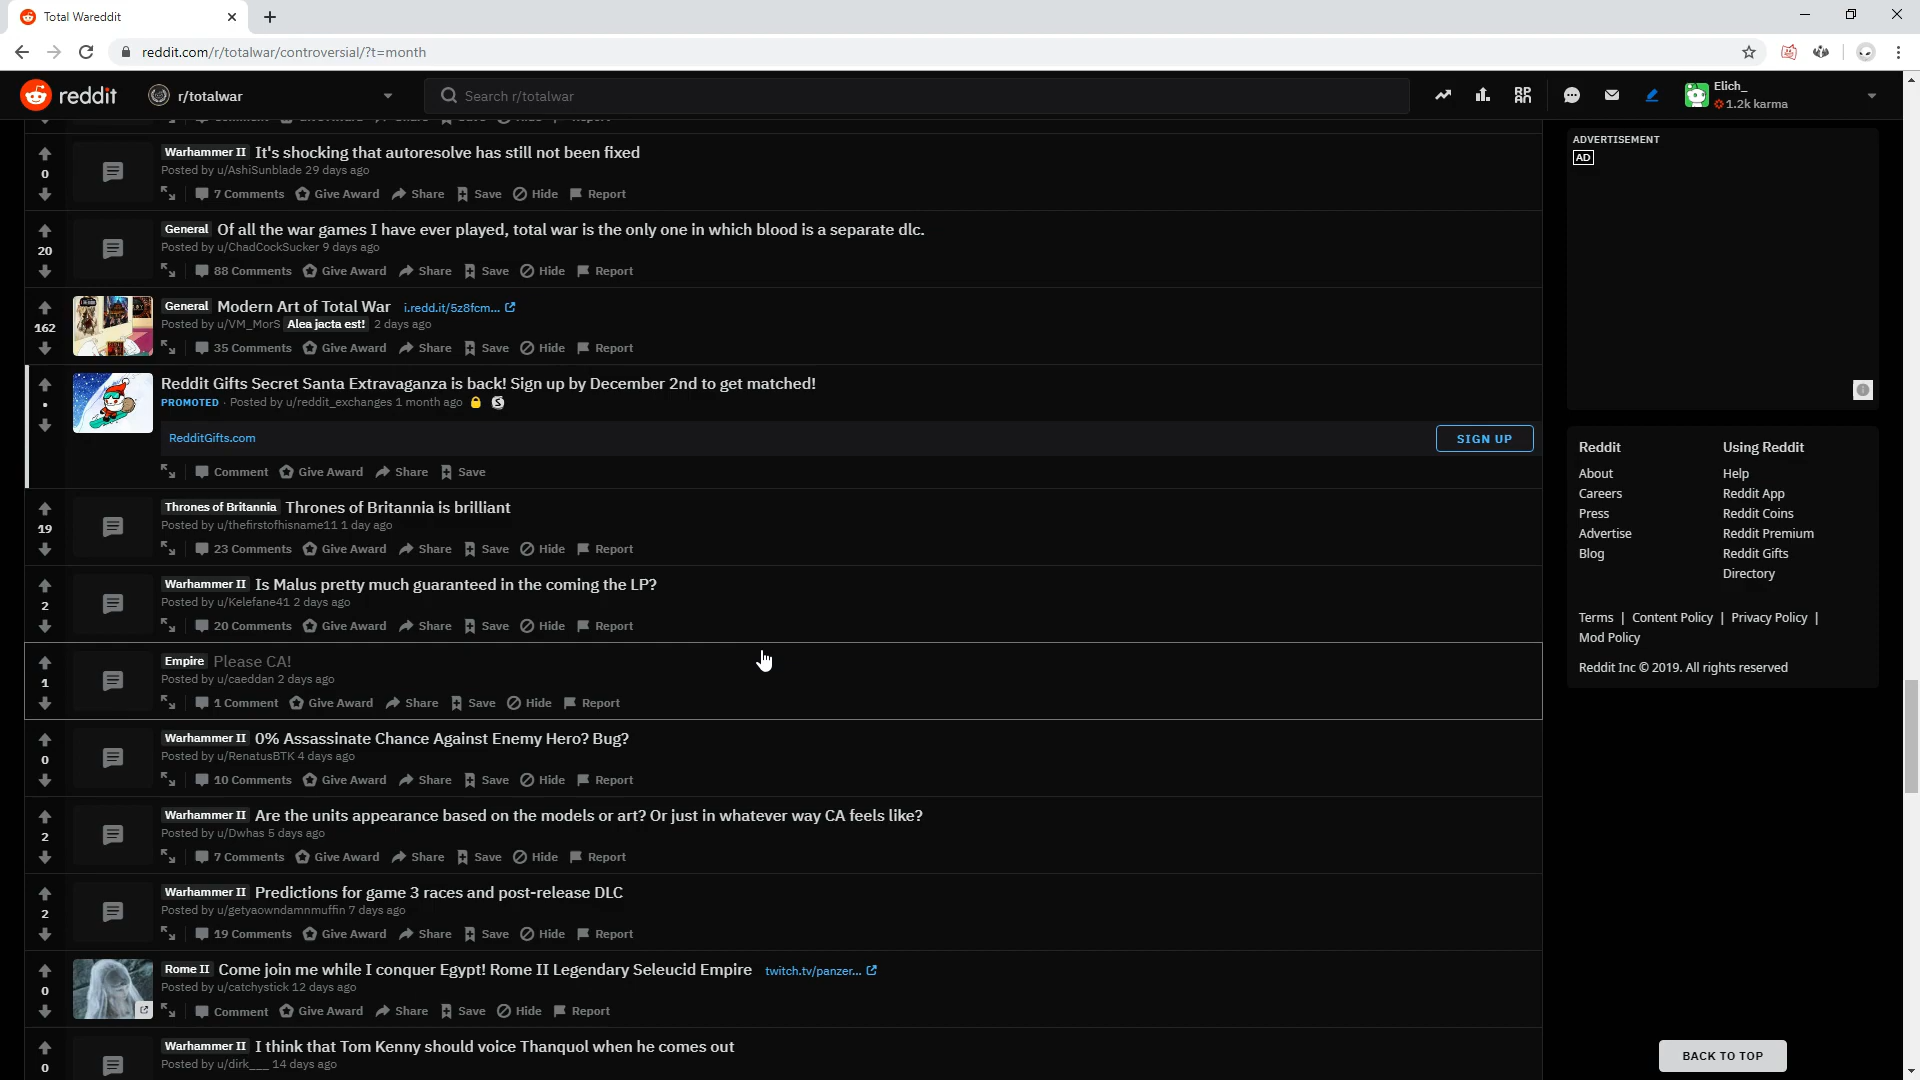 Total Wareddit
reddit.com/r/totalwar/controversial/?t=month
reddit r/totalwar Search r/totalwar Elich_
1.2k karma
Warhammer II It's shocking that autoresolve has still not been fixed
Posted by u/AshiSunblade 29 days ago
0
7 Comments Give Award Share Save Hide Report
General Of all the war games I have ever played, total war is the only one in which blood is a separate dlc.
Posted by u/ChadCockSucker 9 days ago
20
88 Comments Give Award Share Save Hide Report
General Modern Art of Total War i.redd.it/5z8fcm...
Posted by u/VM_MorS Alea jacta est! 2 days ago
162
35 Comments Give Award Share Save Hide Report
Reddit Gifts Secret Santa Extravaganza is back! Sign up by December 2nd to get matched!
PROMOTED · Posted by u/reddit_exchanges 1 month ago
RedditGifts.com SIGN UP
Comment Give Award Share Save
Thrones of Britannia Thrones of Britannia is brilliant
Posted by u/thefirstofhisname11 1 day ago
19
23 Comments Give Award Share Save Hide Report
Warhammer II Is Malus pretty much guaranteed in the coming the LP?
Posted by u/Kelefane41 2 days ago
2
20 Comments Give Award Share Save Hide Report
Empire Please CA!
Posted by u/caeddan 2 days ago
1
1 Comment Give Award Share Save Hide Report
Warhammer II 0% Assassinate Chance Against Enemy Hero? Bug?
Posted by u/RenatusBTK 4 days ago
0
10 Comments Give Award Share Save Hide Report
Warhammer II Are the units appearance based on the models or art? Or just in whatever way CA feels like?
Posted by u/Dwhas 5 days ago
2
7 Comments Give Award Share Save Hide Report
Warhammer II Predictions for game 3 races and post-release DLC
Posted by u/getyaowndamnmuffin 7 days ago
2
19 Comments Give Award Share Save Hide Report
Rome II Come join me while I conquer Egypt! Rome II Legendary Seleucid Empire twitch.tv/panzer...
Posted by u/catchystick 12 days ago
0
Comment Give Award Share Save Hide Report
Warhammer II I think that Tom Kenny should voice Thanquol when he comes out
Posted by u/dirk___ 14 days ago
0
ADVERTISEMENT
AD
Reddit Using Reddit
About Help
Careers Reddit App
Press Reddit Coins
Advertise Reddit Premium
Blog Reddit Gifts
Directory
Terms | Content Policy | Privacy Policy |
Mod Policy
Reddit Inc © 2019. All rights reserved
BACK TO TOP